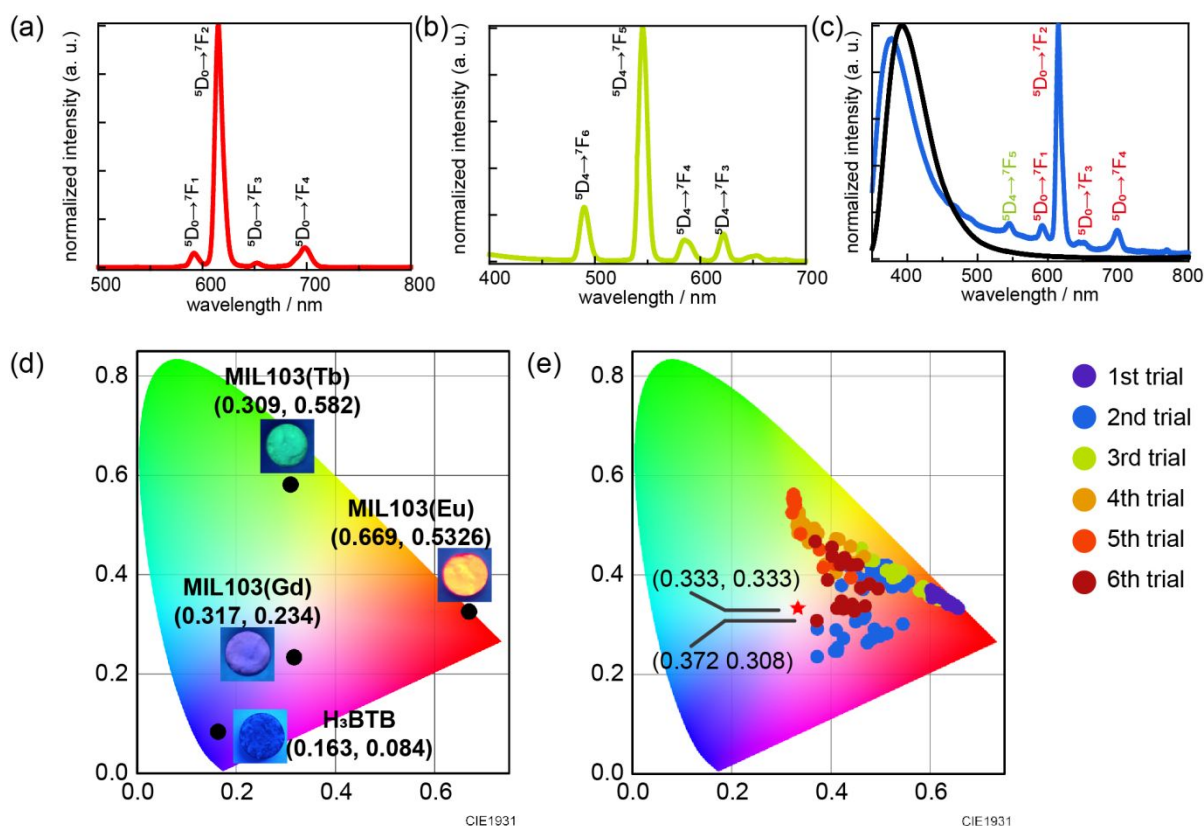 (a)
normalized intensity (a. u.)
⁵D₀→⁷F₁
⁵D₀→⁷F₂
⁵D₀→⁷F₃
⁵D₀→⁷F₄
500 600 700 800
wavelength / nm
(b)
normalized intensity (a. u.)
⁵D₄→⁷F₆
⁵D₄→⁷F₅
⁵D₄→⁷F₄
⁵D₄→⁷F₃
400 500 600 700
wavelength / nm
(c)
normalized intensity (a. u.)
⁵D₄→⁷F₅
⁵D₀→⁷F₁
⁵D₀→⁷F₂
⁵D₀→⁷F₃
⁵D₀→⁷F₄
400 500 600 700 800
wavelength / nm
(d)
0.8
0.6
0.4
0.2
0.0
MIL103(Tb)
(0.309, 0.582)
MIL103(Eu)
(0.669, 0.5326)
MIL103(Gd)
(0.317, 0.234)
H₃BTB
(0.163, 0.084)
0.0 0.2 0.4 0.6
CIE1931
(e)
0.8
0.6
0.4
0.2
0.0
(0.333, 0.333)
(0.372 0.308)
0.0 0.2 0.4 0.6
CIE1931
1st trial
2nd trial
3rd trial
4th trial
5th trial
6th trial